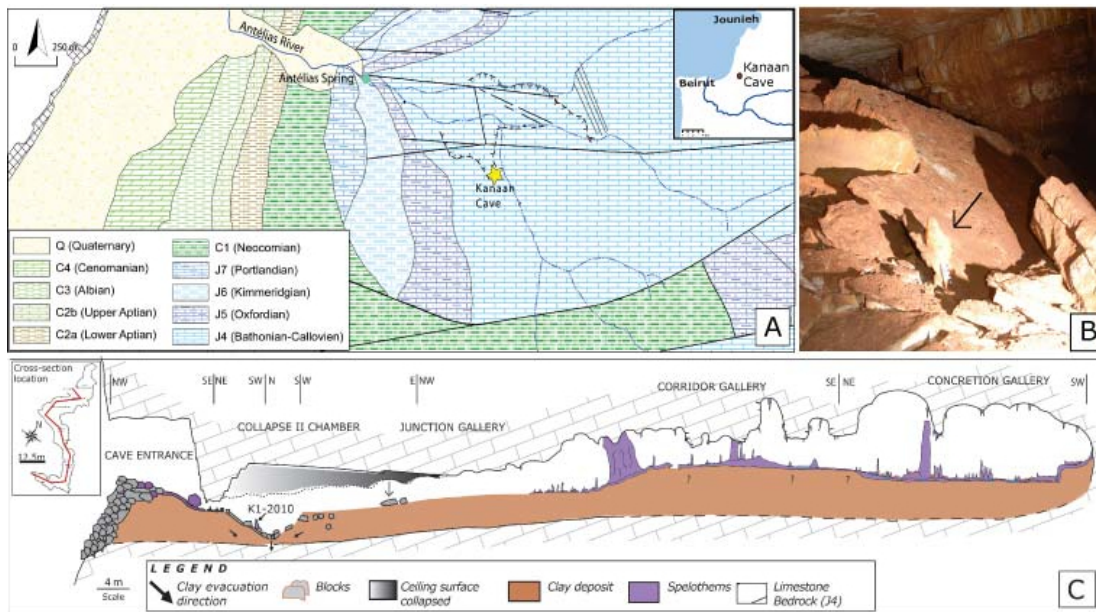 Antélias River
0 250 m
Antélias Spring
Kanaan
Cave
Jounieh
Kanaan
Cave
Beirut
Q (Quaternary)
C4 (Cenomanian)
C3 (Albian)
C2b (Upper Aptian)
C2a (Lower Aptian)
C1 (Neocomian)
J7 (Portlandian)
J6 (Kimmeridgian)
J5 (Oxfordian)
J4 (Bathonian-Callovien)
A
B
Cross-section
location
N
12.5m
NW
SE NE
SW N
S W
E NW
SE NE
SW
CORRIDOR GALLERY
CONCRETION GALLERY
COLLAPSE II CHAMBER
JUNCTION GALLERY
CAVE ENTRANCE
K1-2010
? ? ?
4 m
Scale
LEGEND
Clay evacuation
direction
Blocks
Ceiling surface
collapsed
Clay deposit
Spelothems
Limestone
Bedrock (J4)
C